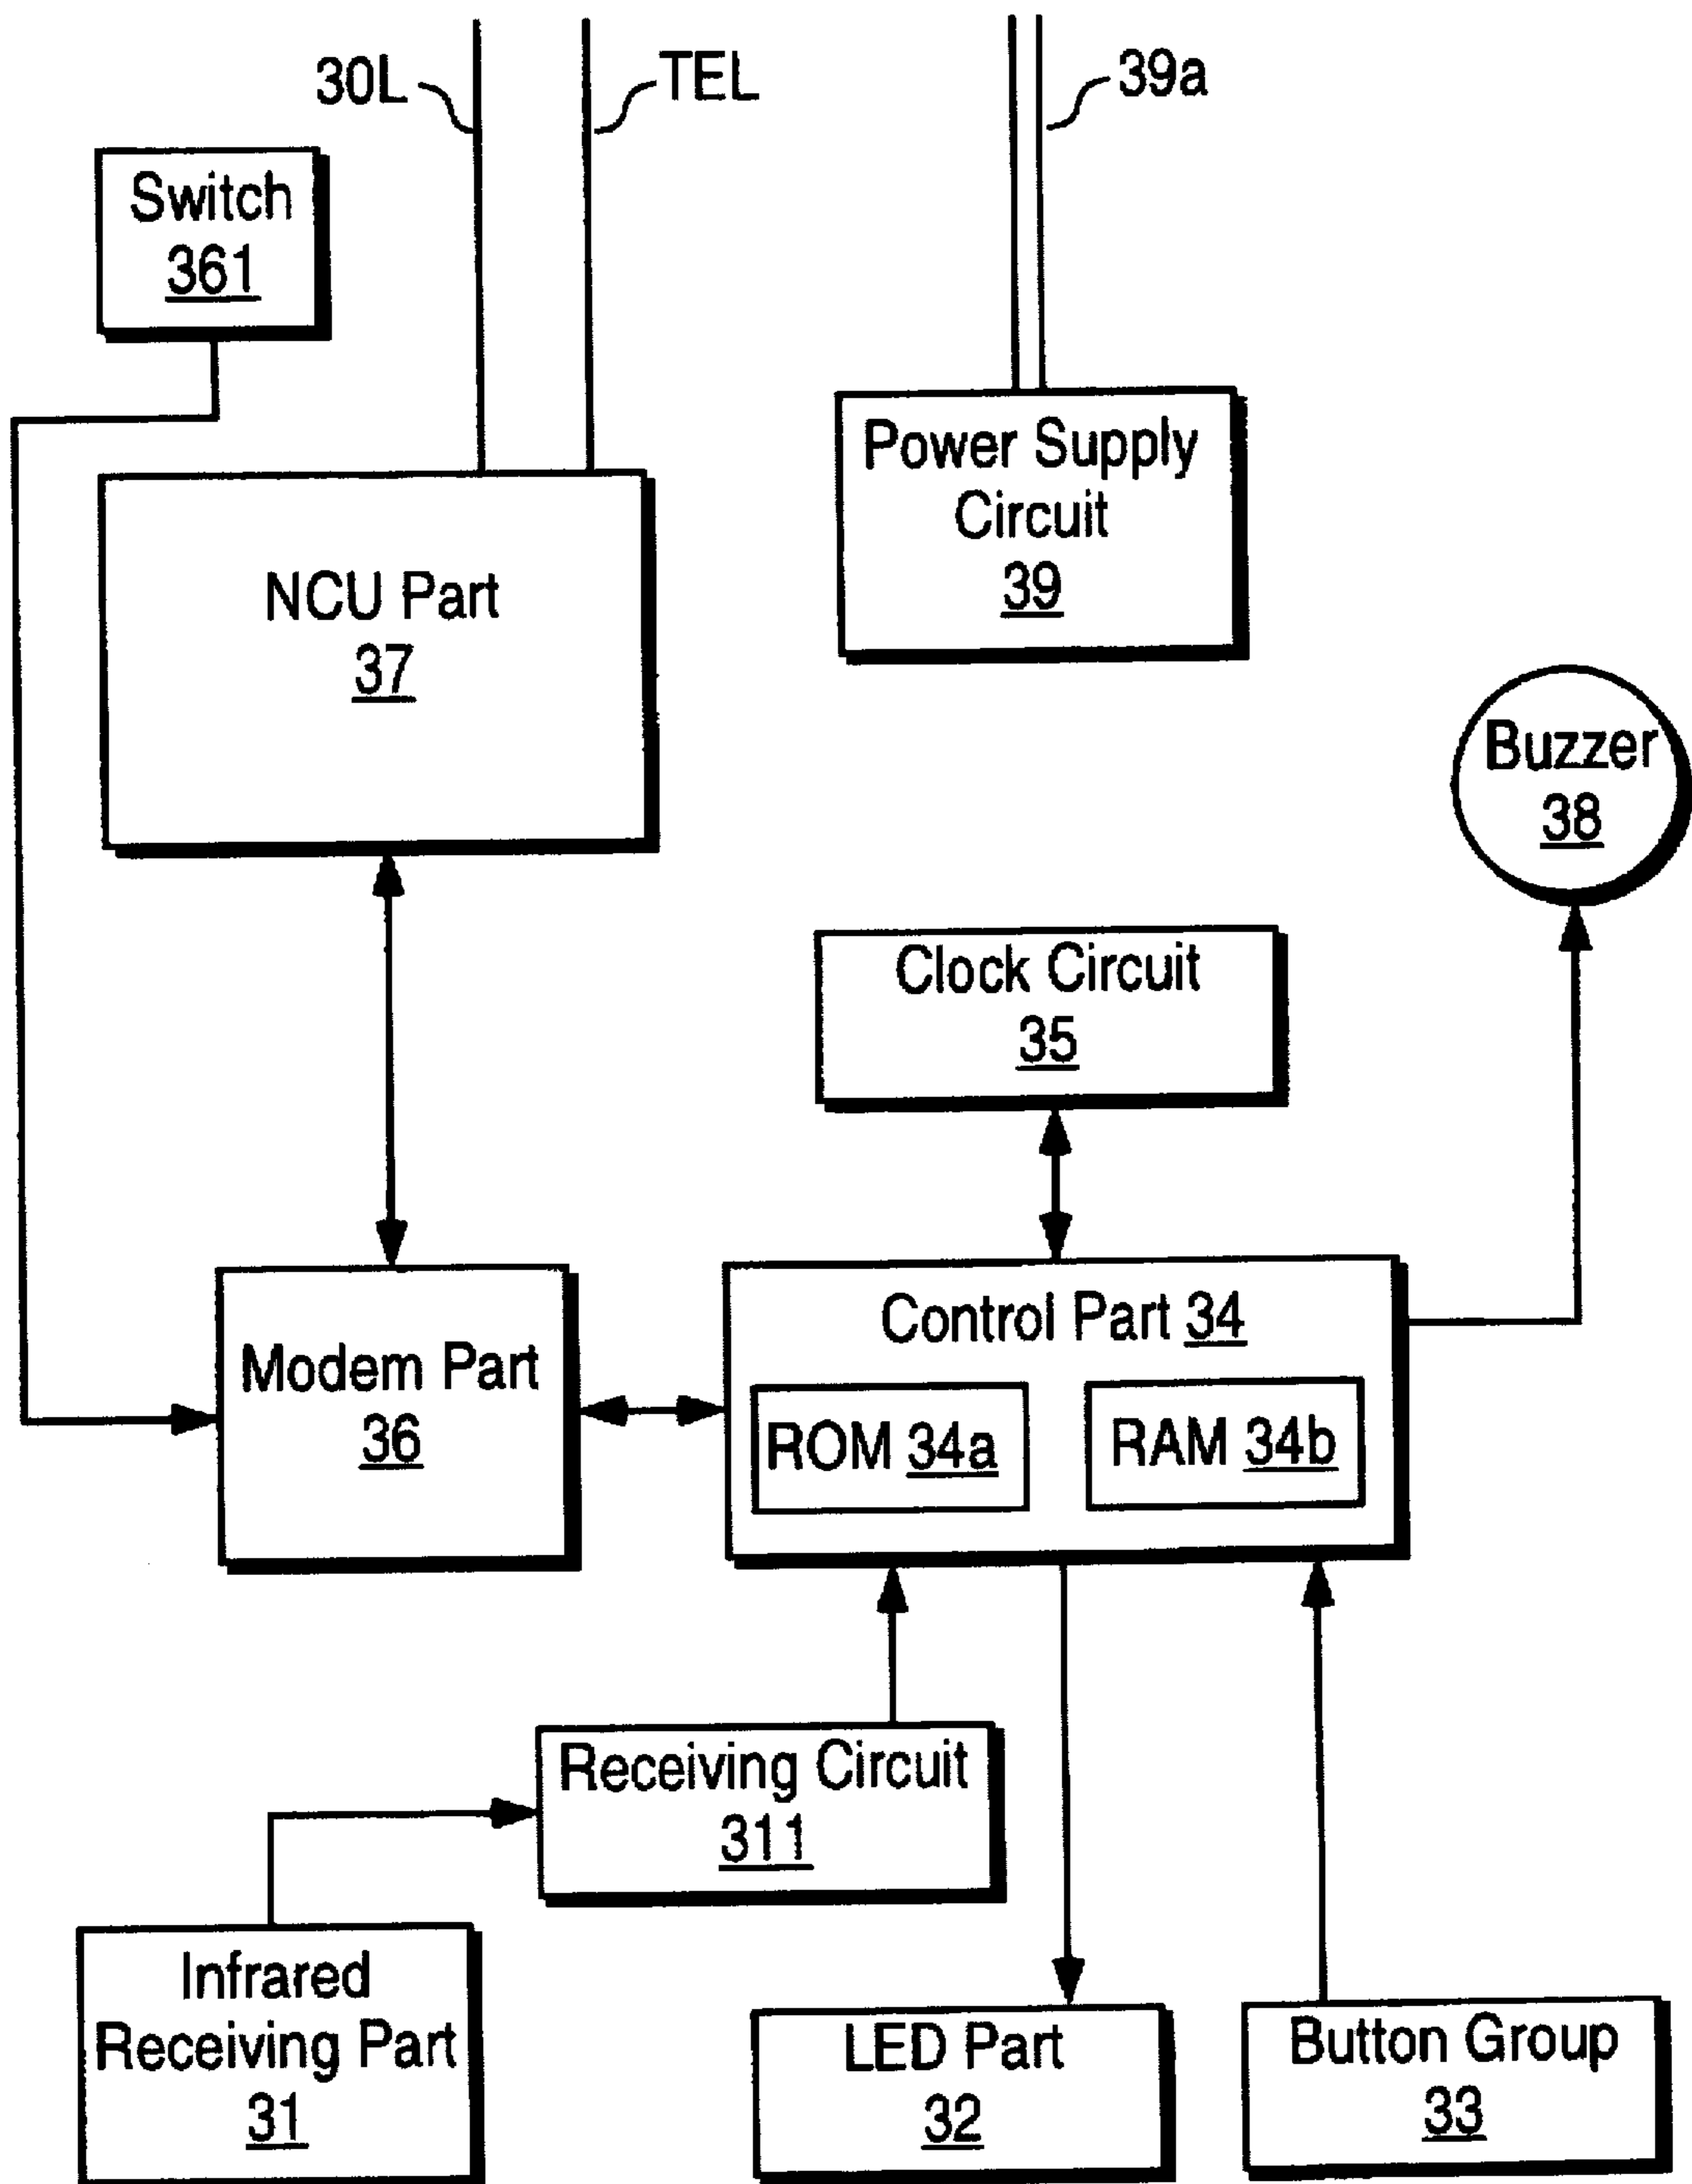 30L
TEL
39a
Switch
361
Power Supply
Circuit
39
NCU Part
37
Buzzer
38
Clock Circuit
35
Control Part 34
Modem Part
36
ROM 34a
RAM 34b
Receiving Circuit
311
Infrared
Receiving Part
31
LED Part
32
Button Group
33